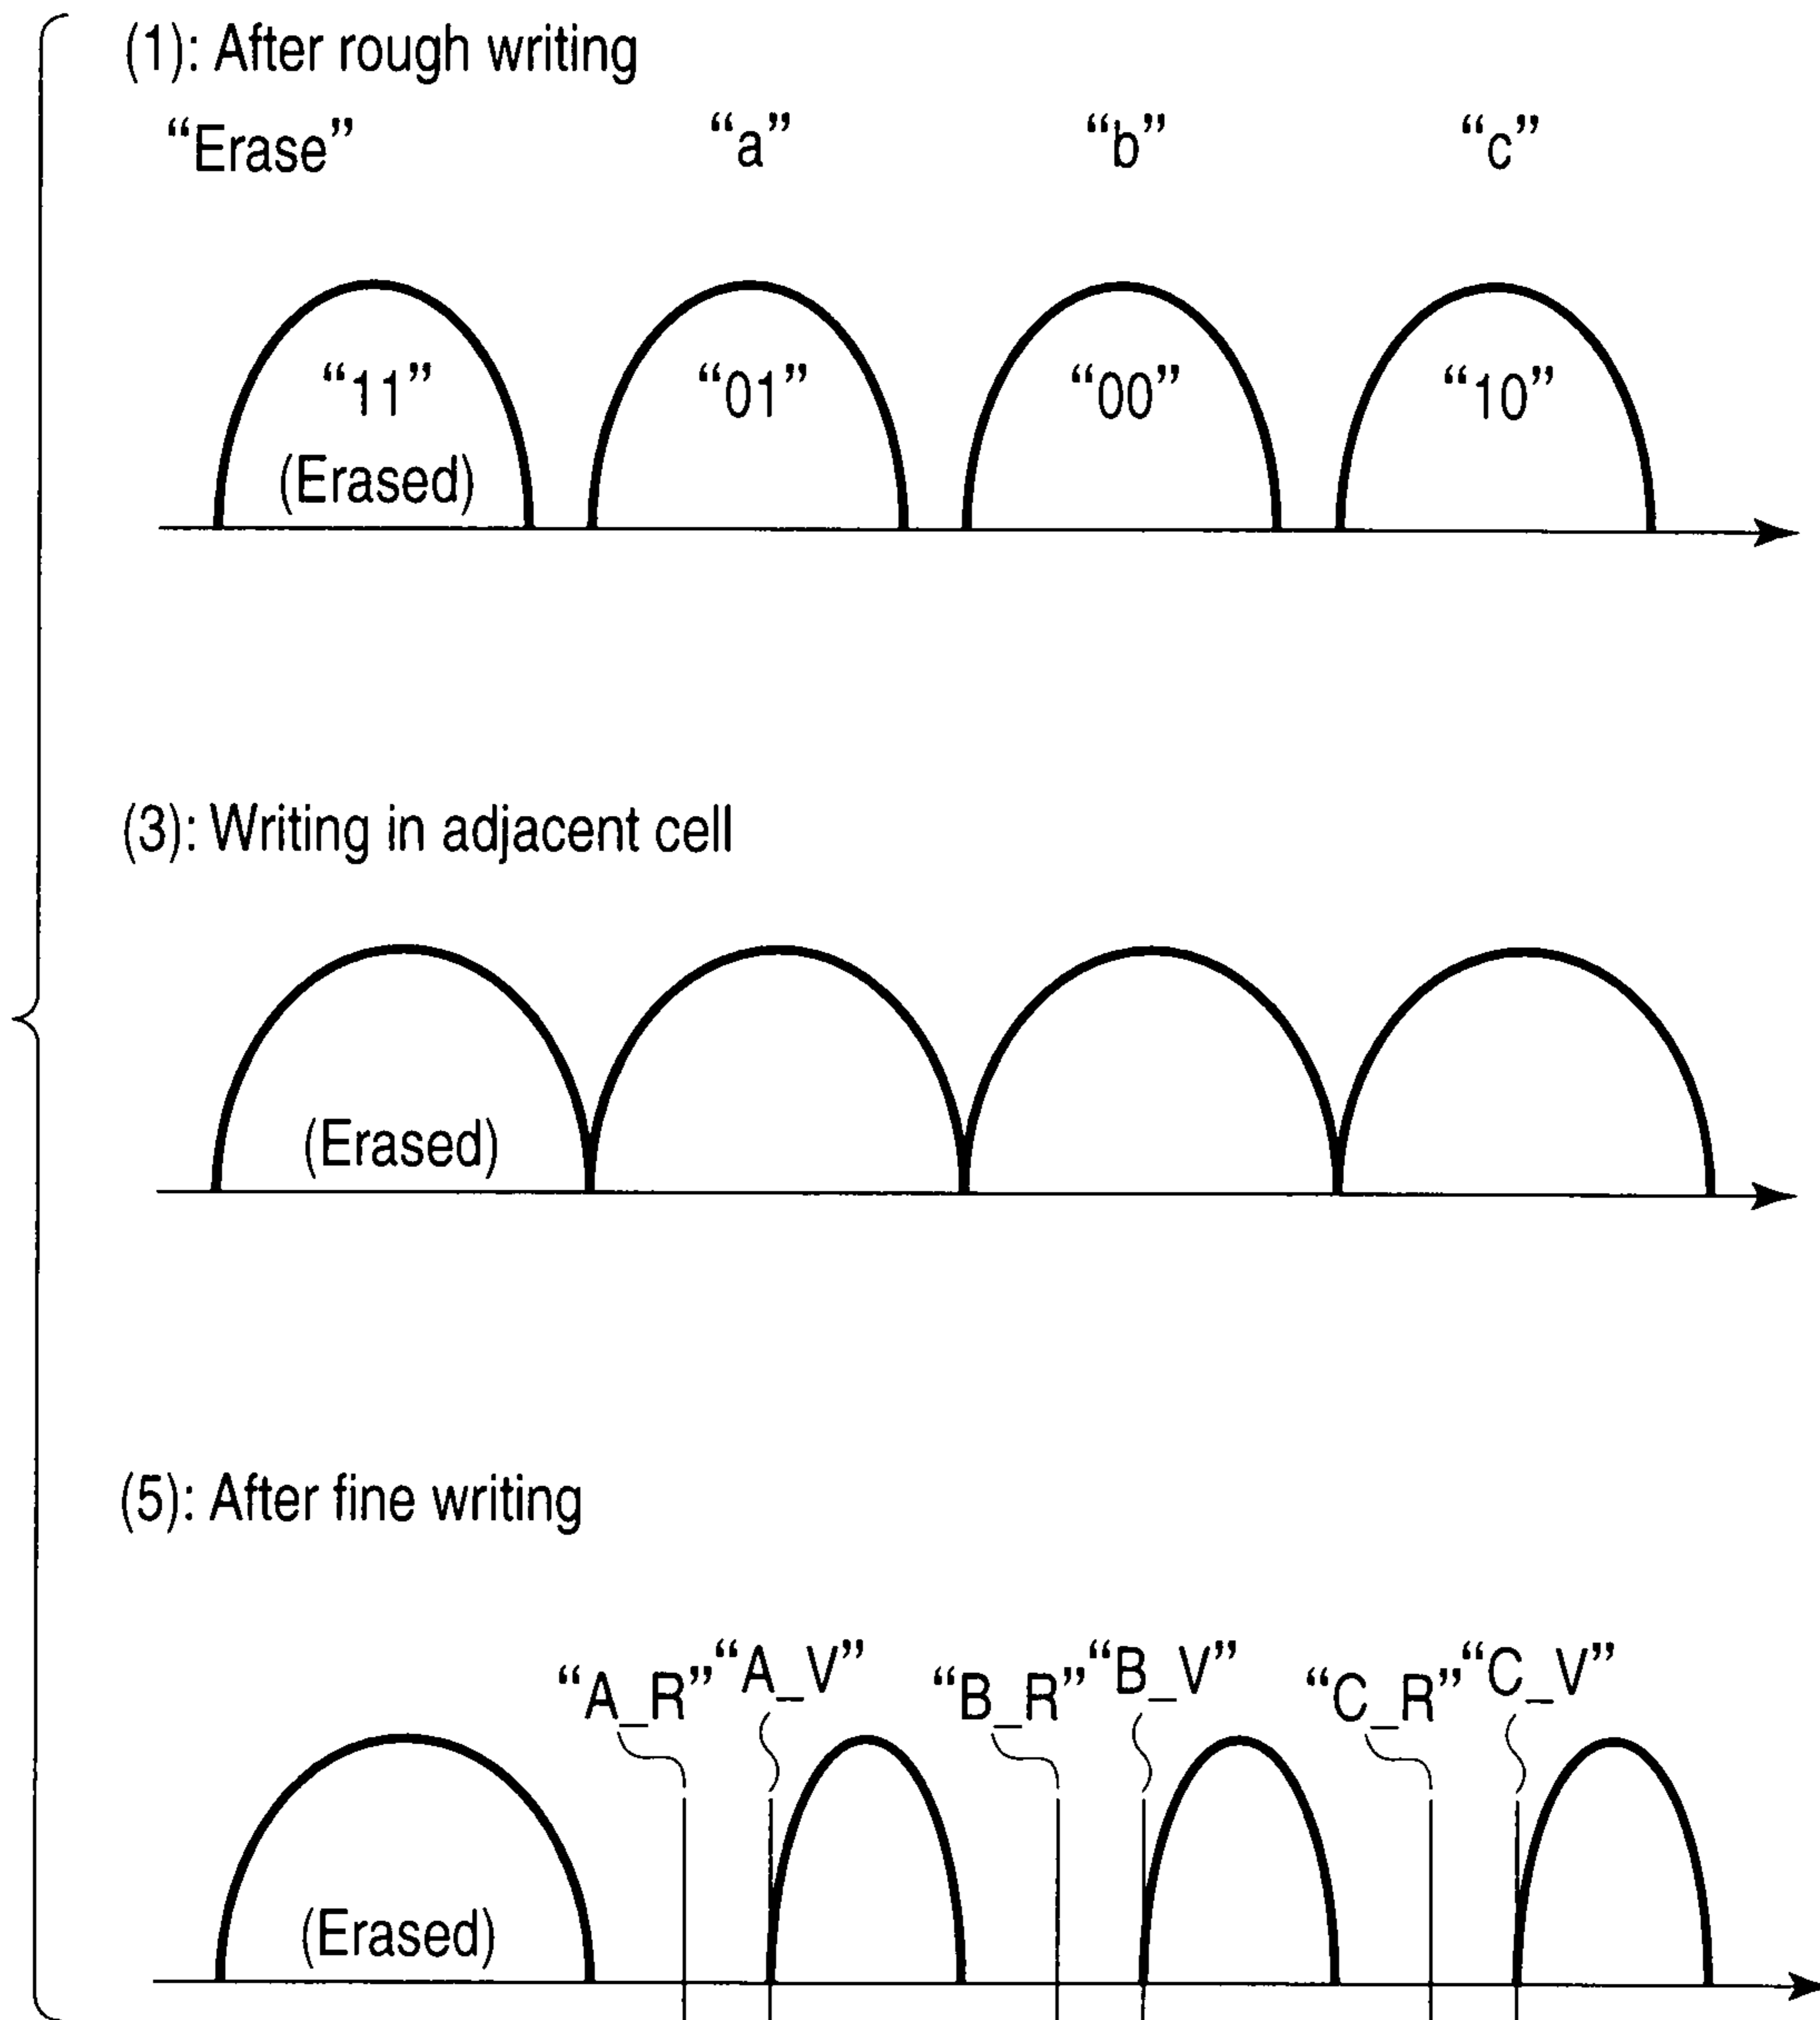 (1): After rough writing
“Erase” “a” “b” “c”
“11” “01” “00” “10”
(Erased)
(3): Writing in adjacent cell
(Erased)
(5): After fine writing
“A_R” “A_V” “B_R” “B_V” “C_R” “C_V”
(Erased)